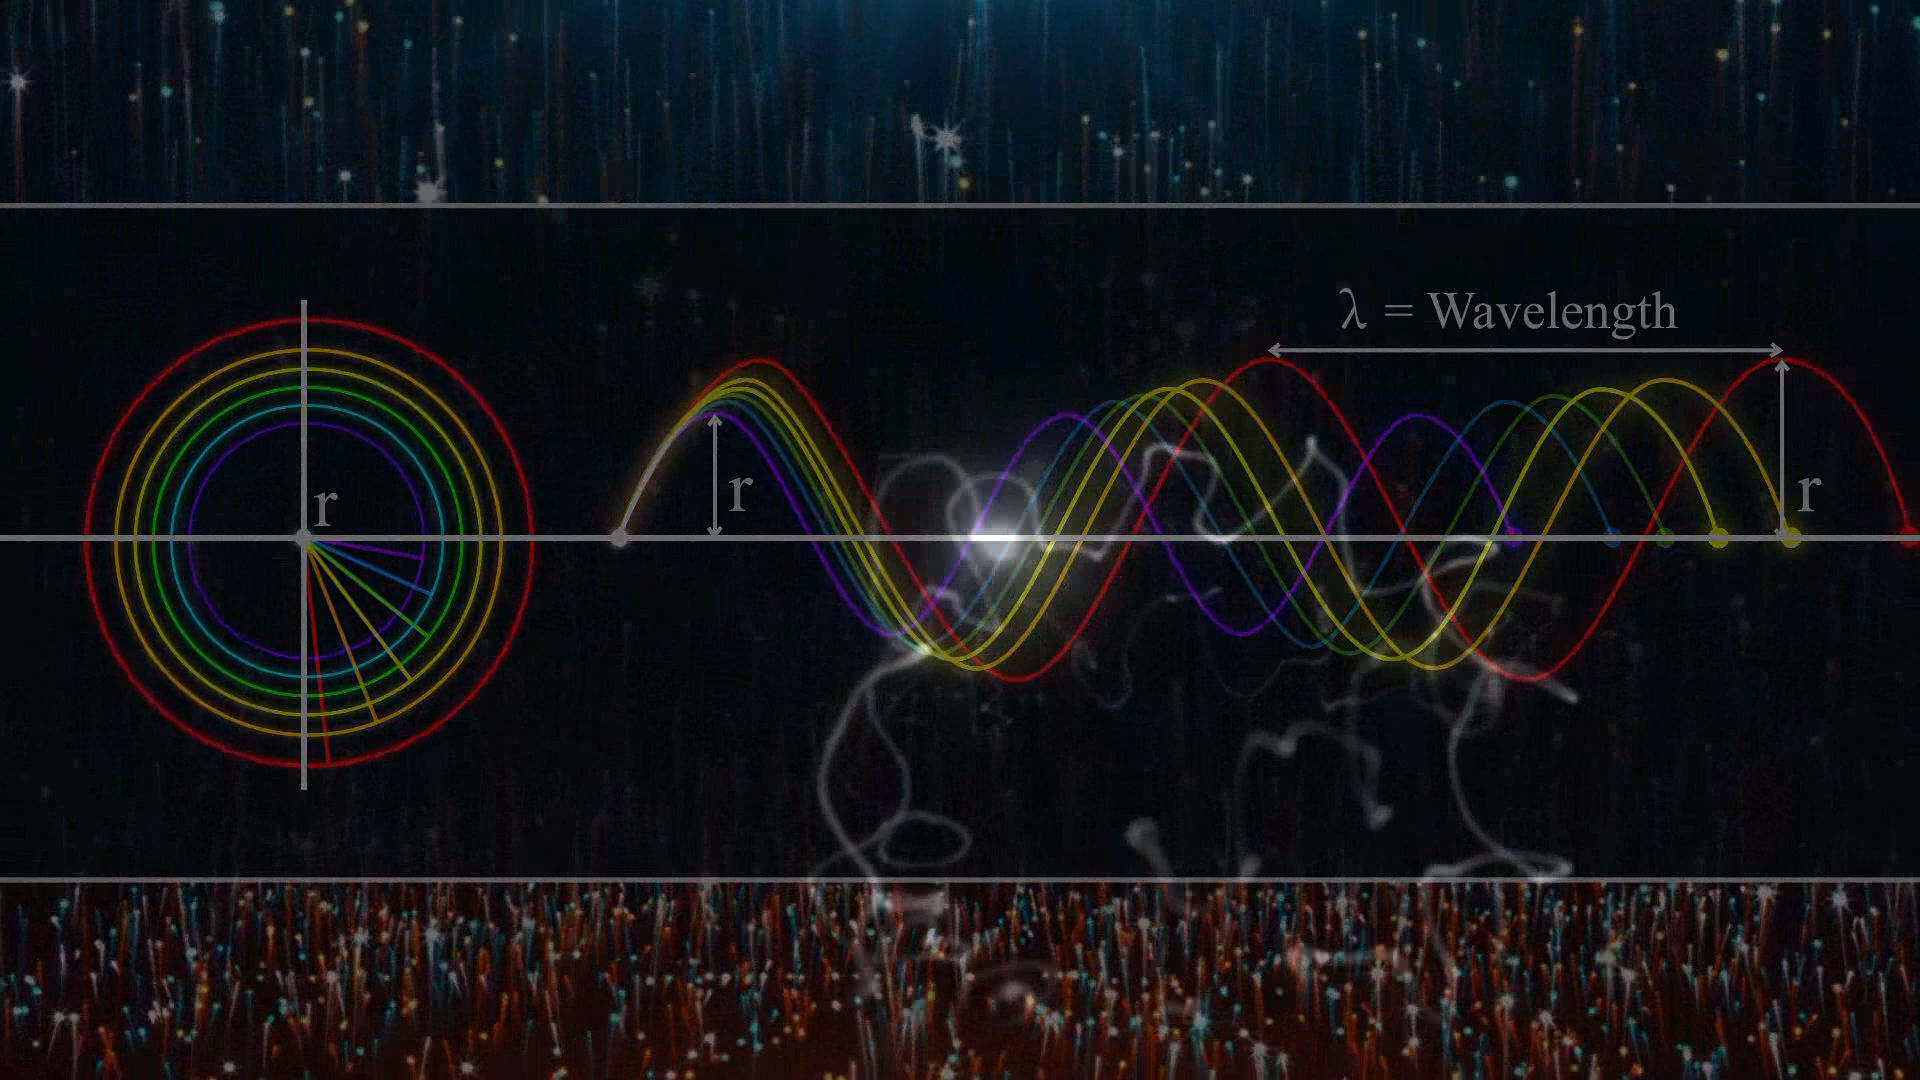 λ = Wavelength
r
r
r